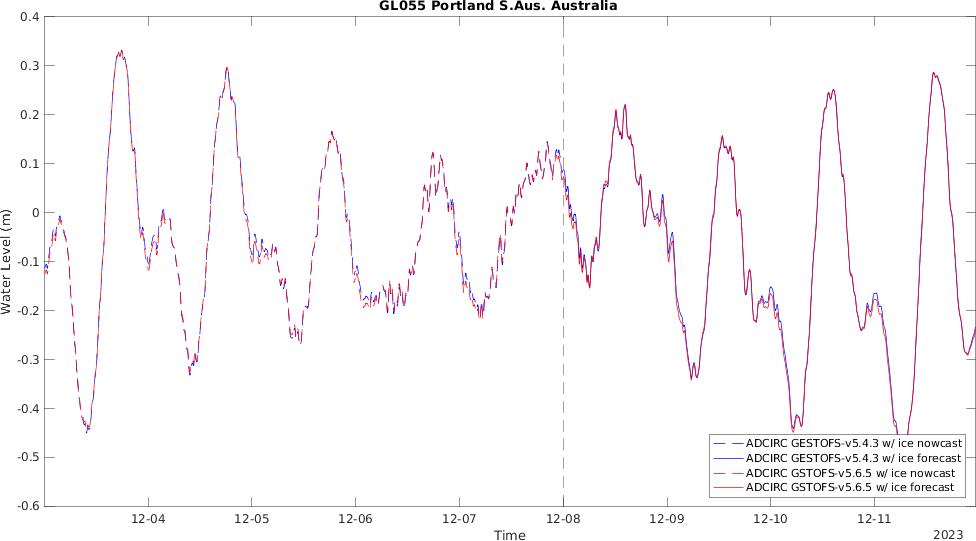 GL055 Portland S.Aus. Australia
0.4
0.3
0.2
0.1
0
-0.1
-0.2
-0.3
-0.4
-0.5
-0.6
Water Level (m)
ADCIRC GESTOFS-v5.4.3 w/ ice nowcast
ADCIRC GESTOFS-v5.4.3 w/ ice forecast
ADCIRC GSTOFS-v5.6.5 w/ ice nowcast
ADCIRC GSTOFS-v5.6.5 w/ ice forecast
12-04 12-05 12-06 12-07 12-08 12-09 12-10 12-11
Time
2023